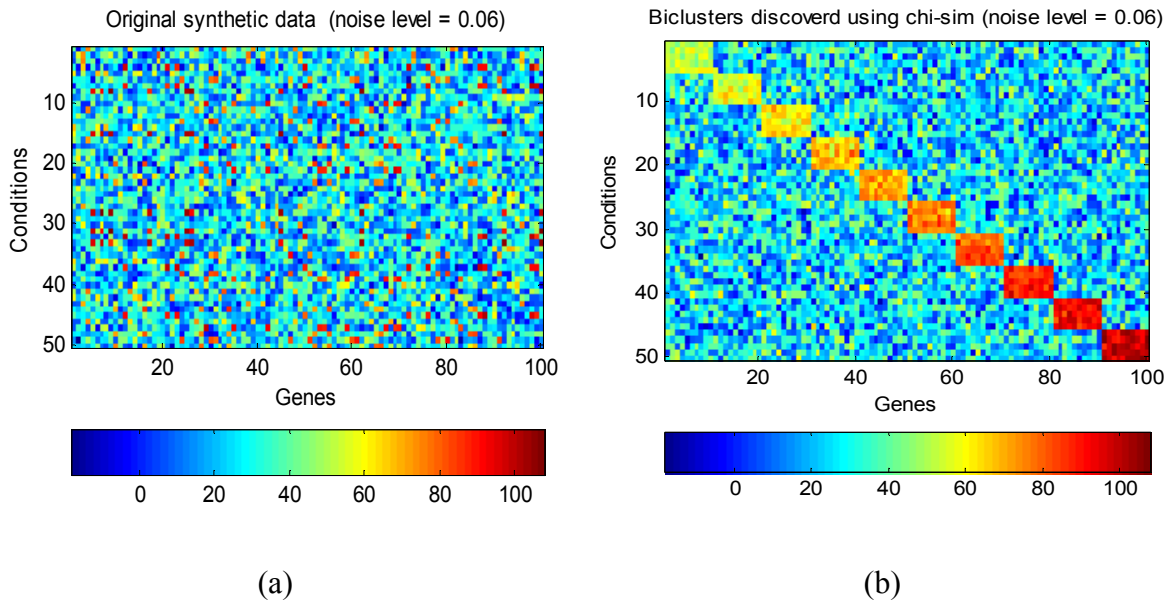 Original synthetic data (noise level = 0.06)
Conditions
10
20
30
40
50
20 40 60 80 100
Genes
0 20 40 60 80 100
(a)
Biclusters discoverd using chi-sim (noise level = 0.06)
Conditions
10
20
30
40
50
20 40 60 80 100
Genes
0 20 40 60 80 100
(b)